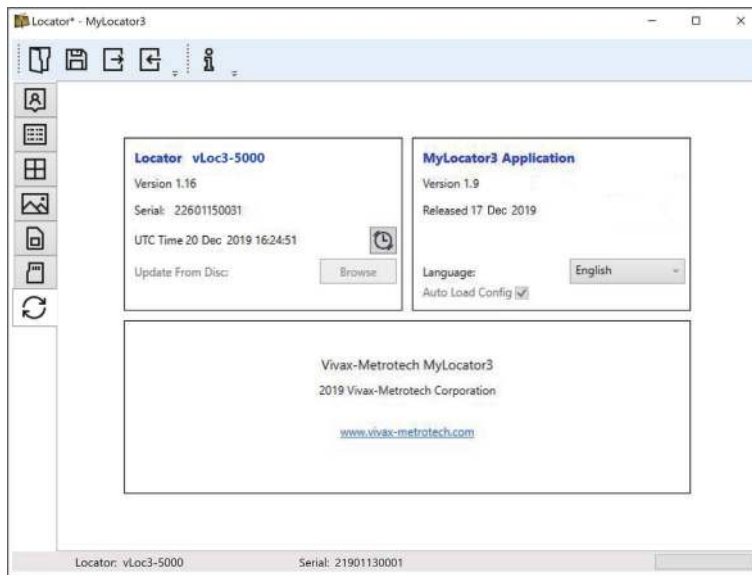 Locator* - MyLocator3
Locator vLoc3-5000
Version 1.16
Serial: 22601150031
UTC Time 20 Dec 2019 16:24:51
Update From Disc:
Browse
MyLocator3 Application
Version 1.9
Released 17 Dec 2019
Language:
English
Auto Load Config
Vivax-Metrotech MyLocator3
2019 Vivax-Metrotech Corporation
www.vivax-metrotech.com
Locator: vLoc3-5000 Serial: 21901130001